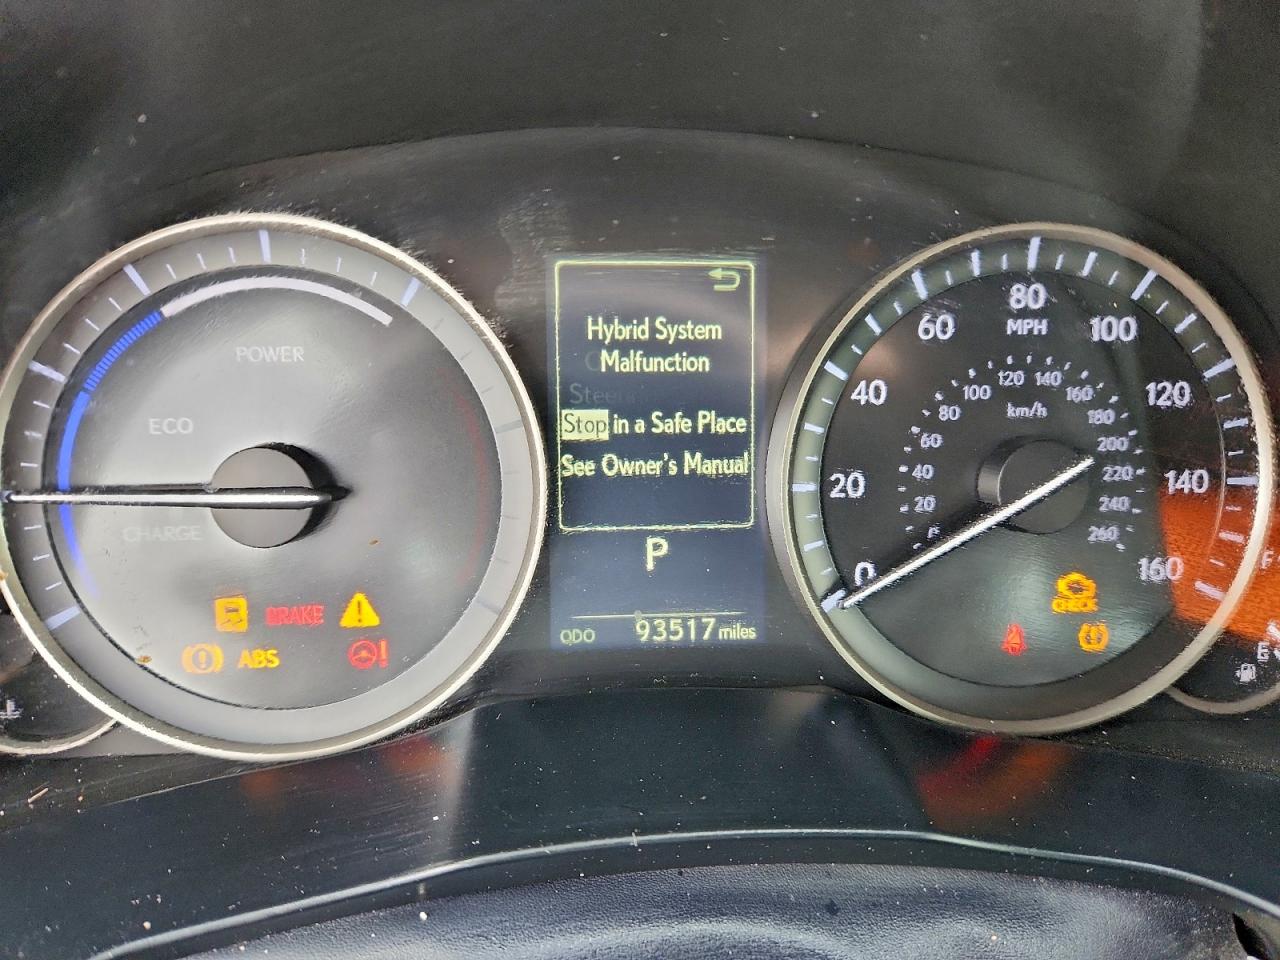 POWER
ECO
CHARGE
BRAKE
ABS
!
!
Hybrid System
Malfunction
Stop in a Safe Place
See Owner's Manual
P
ODO 93517 miles
0
20
40
60
80
100
120
140
160
MPH
km/h
20
40
60
80
100
120
140
160
180
200
220
240
260
CHECK
F
E